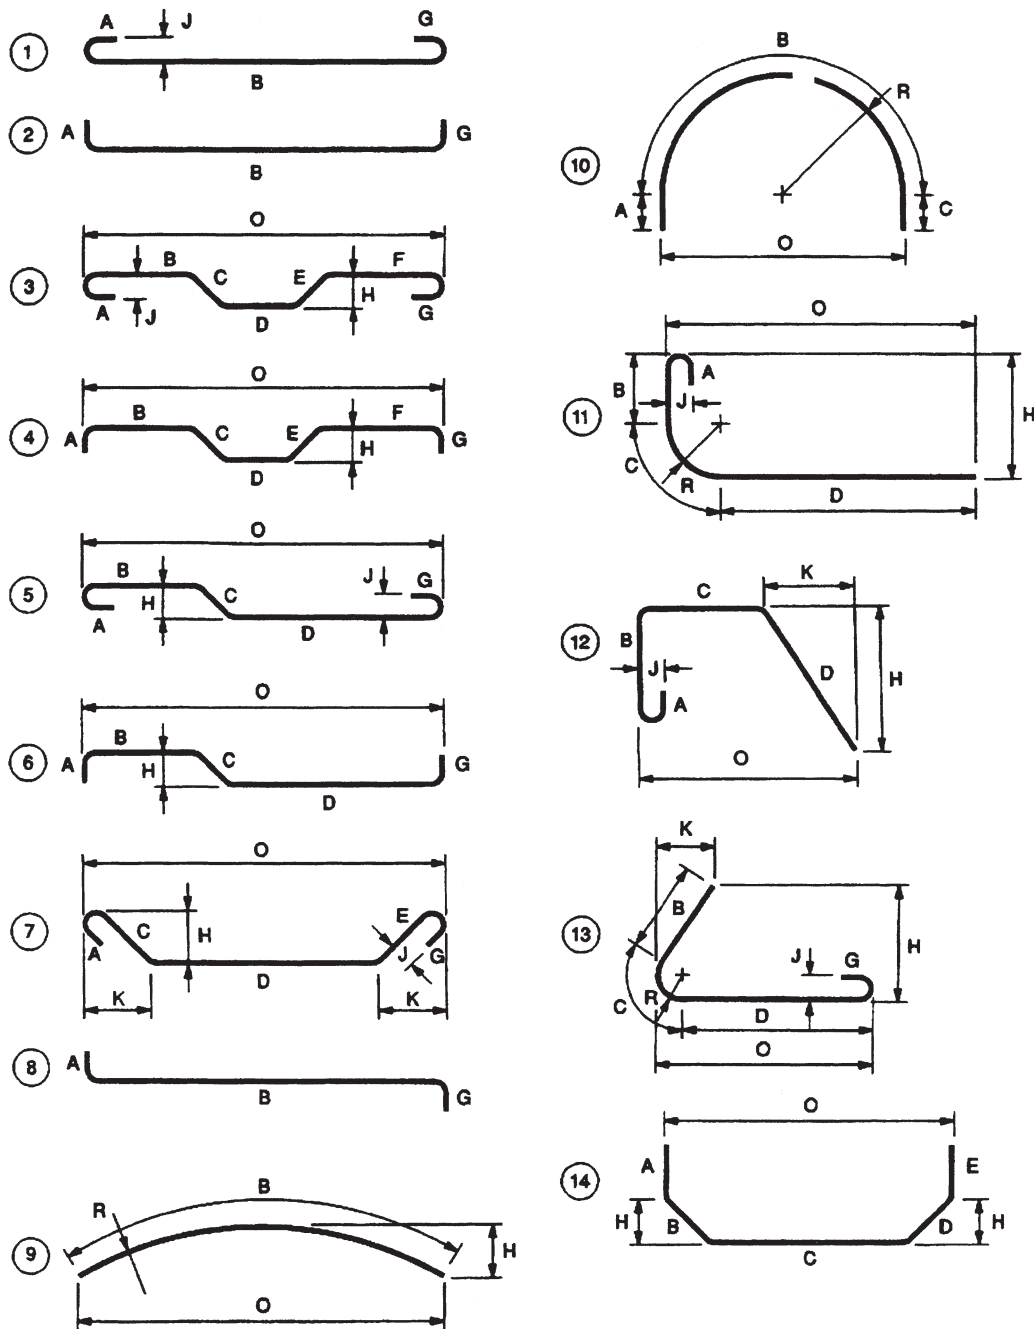 A J G
1
B
2 A G
B
O
B C E F
3 H
A J D G
O
B C E F
4 A H G
D
O
B J G
5 H C
A D
O
B
6 A H C G
D
O
7 C H E
A J G
D
K K
8 A
B G
B
R
9 H
O
B
R
10
A C
O
O
B A H
11 J
C
R D
C K
B
12 J D H
A
O
K
B
13 H
J G
C R D
O
O
A E
14
H B D H
C